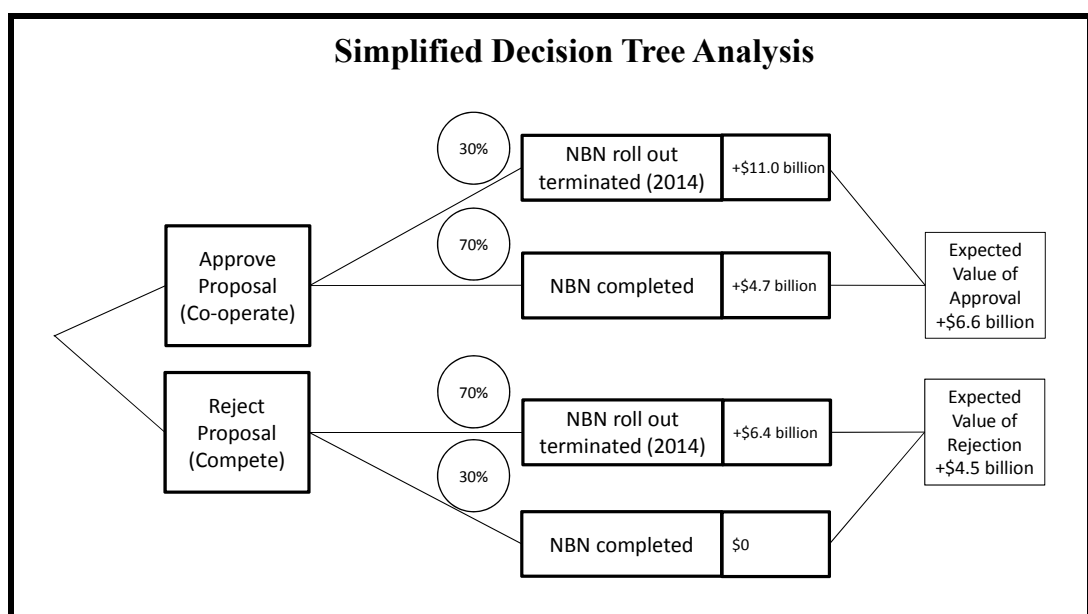 Simplified Decision Tree Analysis
30%
NBN roll out
terminated (2014)
+$11.0 billion
70%
Approve
Proposal
(Co-operate)
NBN completed
+$4.7 billion
Expected
Value of
Approval
+$6.6 billion
70%
Reject
Proposal
(Compete)
NBN roll out
terminated (2014)
+$6.4 billion
Expected
Value of
Rejection
+$4.5 billion
30%
NBN completed
$0